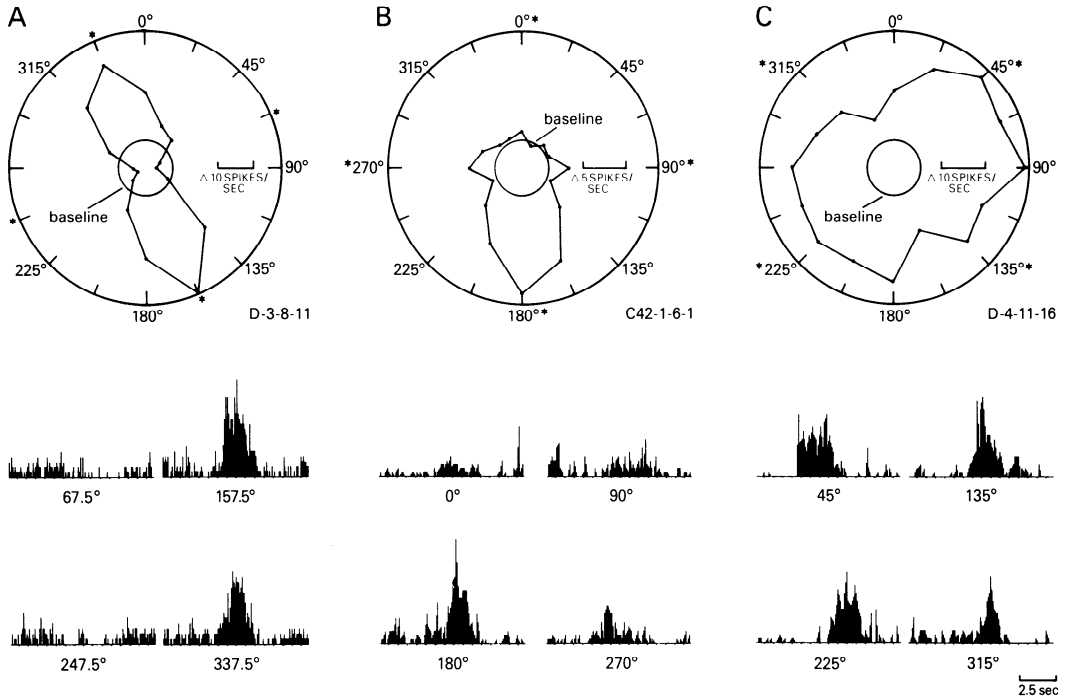 A
B
C
0°
*
315°
45°
*
90°
△10 SPIKES/
SEC
baseline
*
225°
135°
*
180°
D-3-8-11
0°*
315°
45°
baseline
*270°
90°*
△5 SPIKES/
SEC
225°
135°
180°*
C42-1-6-1
0°
*315°
45°*
270°
90°
△10 SPIKES/
SEC
baseline
*225°
135°*
180°
D-4-11-16
67.5°
157.5°
0°
90°
45°
135°
247.5°
337.5°
180°
270°
225°
315°
2.5 sec